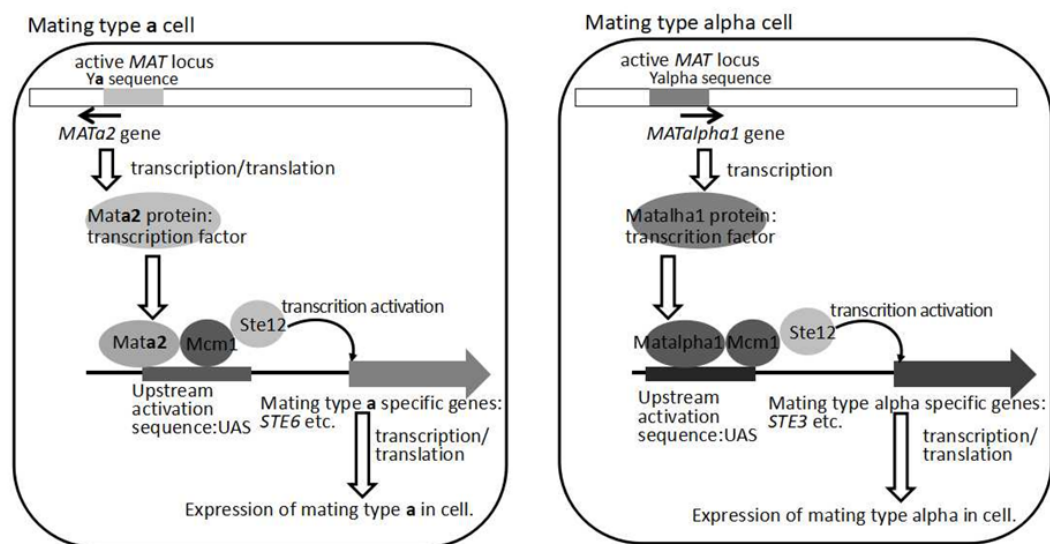 Mating type a cell
active MAT locus
Ya sequence
MATa2 gene
transcription/translation
Mata2 protein:
transcription factor
transcrition activation
Ste12
Mata2
Mcm1
Upstream
activation
sequence:UAS
Mating type a specific genes:
STE6 etc.
transcription/
translation
Expression of mating type a in cell.
Mating type alpha cell
active MAT locus
Yalpha sequence
MATalpha1 gene
transcription
Matalha1 protein:
transcrition factor
transcrition activation
Ste12
Matalpha1
Mcm1
Upstream
activation
sequence:UAS
Mating type alpha specific genes:
STE3 etc.
transcription/
translation
Expression of mating type alpha in cell.